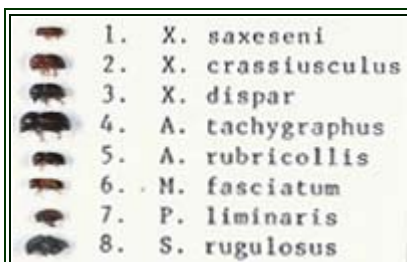 1. X. saxeseni
2. X. crassiusculus
3. X. dispar
4. A. tachygraphus
5. A. rubricollis
6. M. fasciatum
7. P. liminaris
8. S. rugulosus